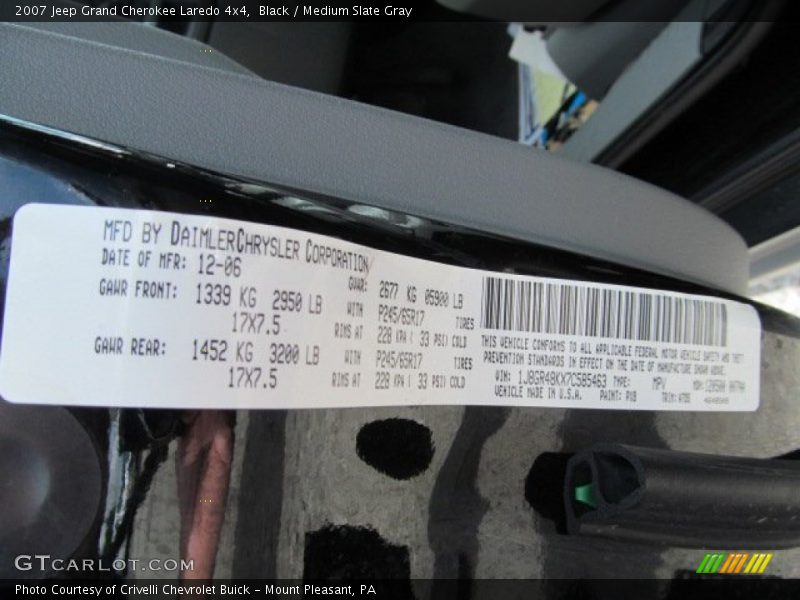 2007 Jeep Grand Cherokee Laredo 4x4, Black / Medium Slate Gray
MFD BY DAIMLERCHRYSLER CORPORATION
DATE OF MFR: 12-06 GVWR: 2677 KG 05900 LB
GAWR FRONT: 1339 KG 2950 LB WITH P245/65R17 TIRES
17X7.5 RIMS AT 228 KPA ( 33 PSI) COLD
GAWR REAR: 1452 KG 3200 LB WITH P245/65R17 TIRES
17X7.5 RIMS AT 228 KPA ( 33 PSI) COLD
THIS VEHICLE CONFORMS TO ALL APPLICABLE FEDERAL MOTOR VEHICLE SAFETY AND THEFT
PREVENTION STANDARDS IN EFFECT ON THE DATE OF MANUFACTURE SHOWN ABOVE.
VIN: 1J8GR48KX7C585463 TYPE: MPV MDH:
VEHICLE MADE IN U.S.A. PAINT: TRIM:
GTCARLOT.COM
Photo Courtesy of Crivelli Chevrolet Buick - Mount Pleasant, PA